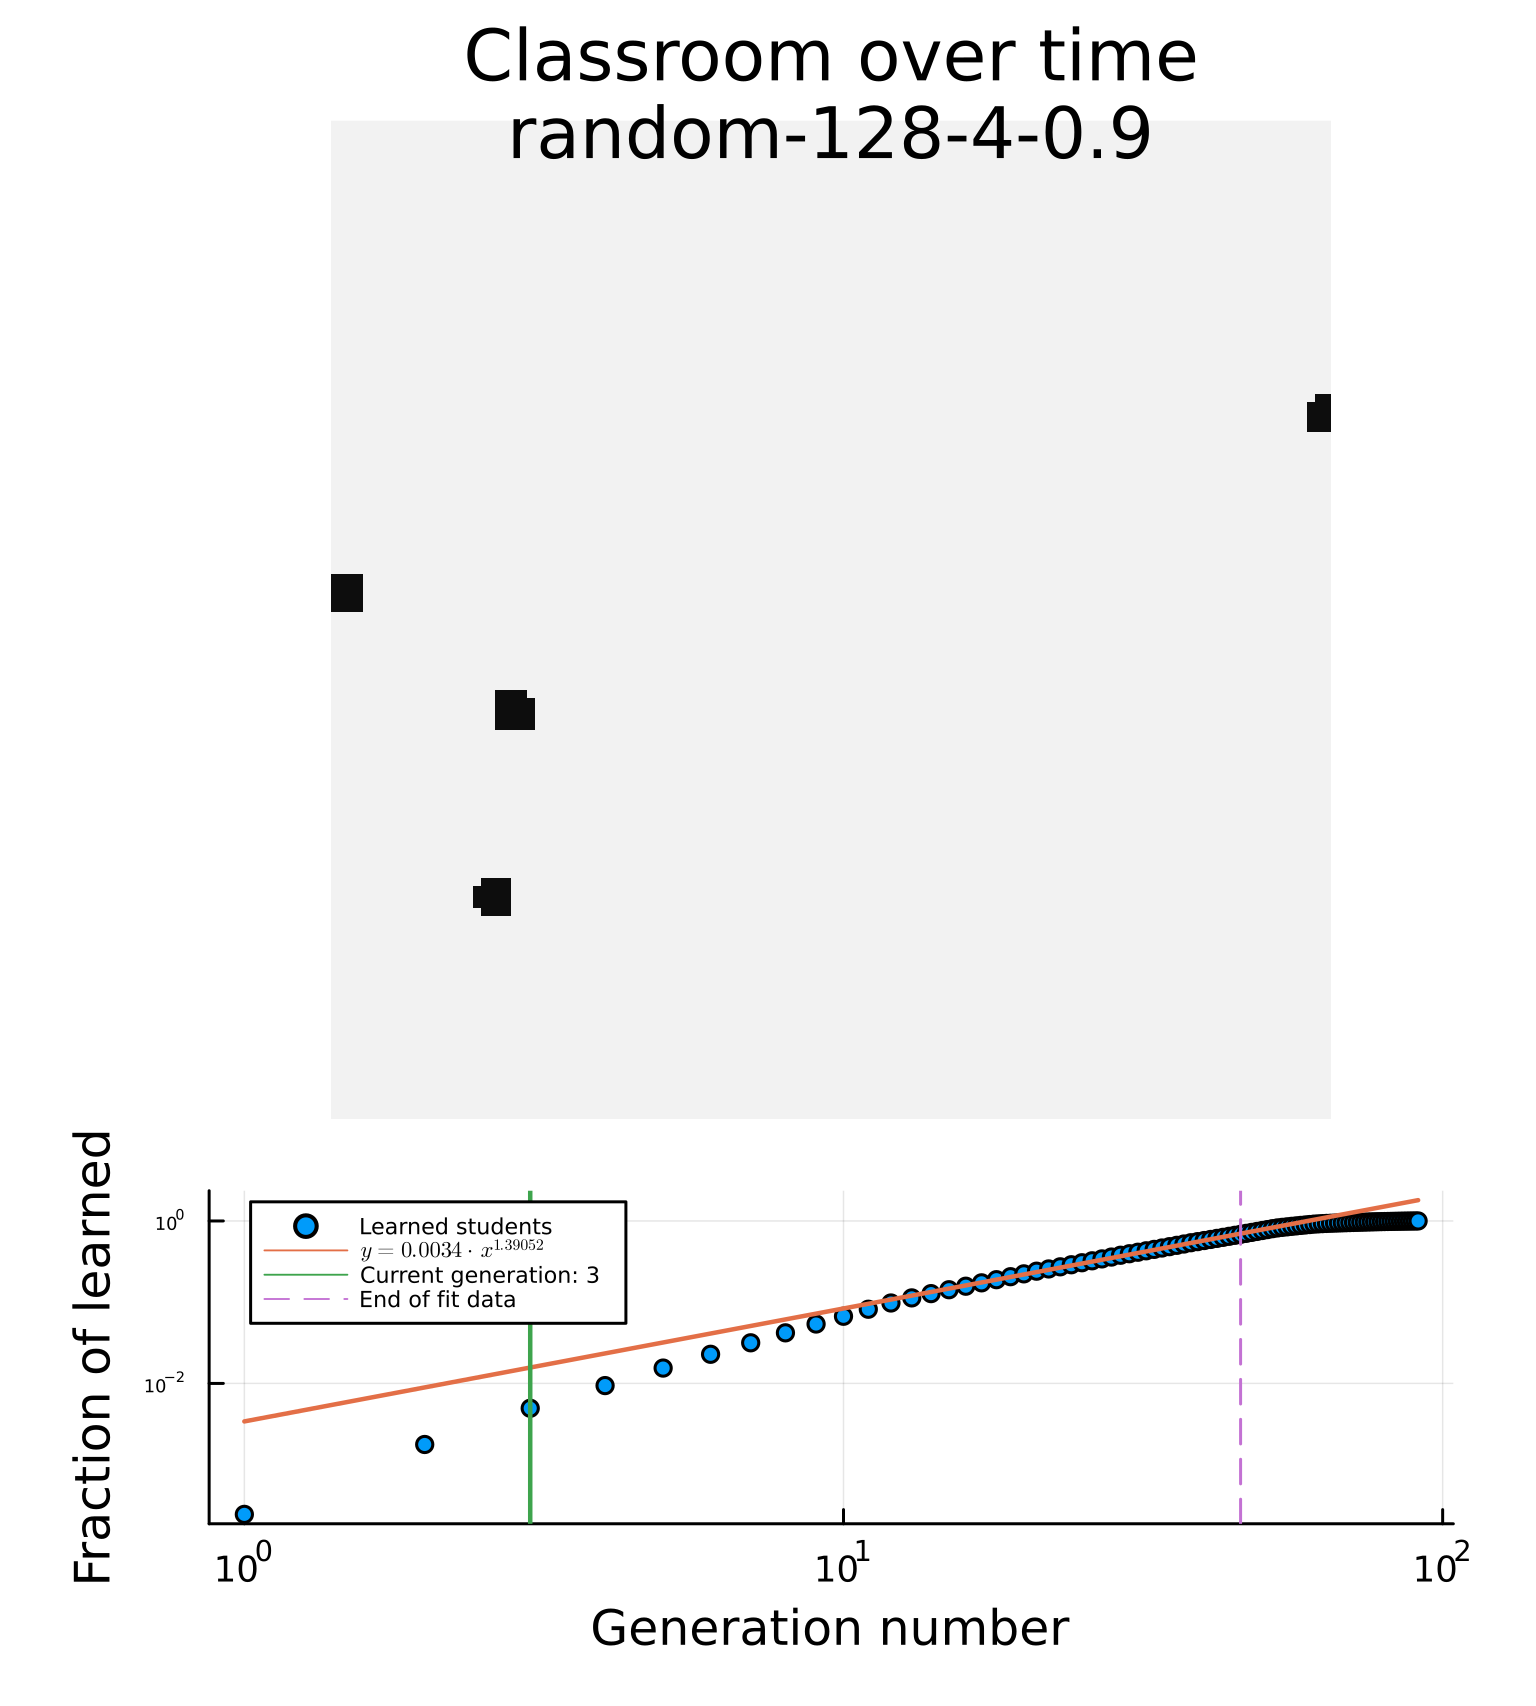 Classroom over time
random-128-4-0.9
Fraction of learned
10^0
10^−2
Learned students
y = 0.0034 · x^1.39052
Current generation: 3
End of fit data
10^0
10^1
10^2
Generation number